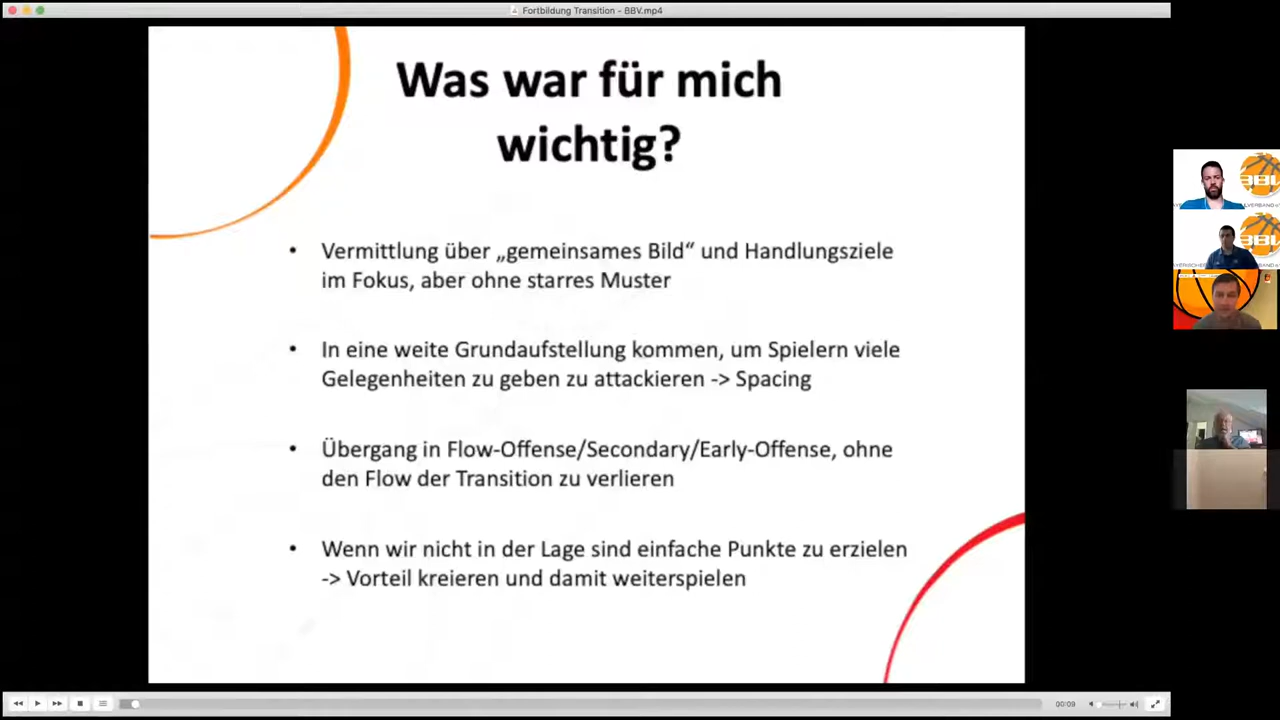 Fortbildung Transition - BBV.mp4
Was war für mich
wichtig?
• Vermittlung über „gemeinsames Bild“ und Handlungsziele
im Fokus, aber ohne starres Muster
• In eine weite Grundaufstellung kommen, um Spielern viele
Gelegenheiten zu geben zu attackieren -> Spacing
• Übergang in Flow-Offense/Secondary/Early-Offense, ohne
den Flow der Transition zu verlieren
• Wenn wir nicht in der Lage sind einfache Punkte zu erzielen
-> Vorteil kreieren und damit weiterspielen
00:09